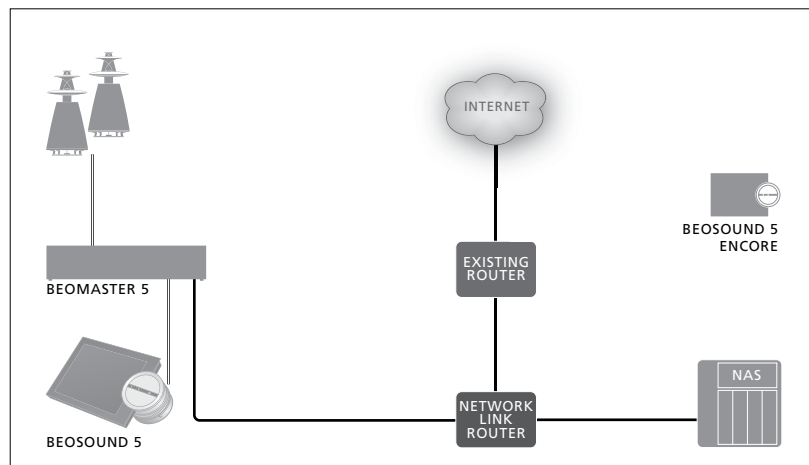 INTERNET
BEOSOUND 5
ENCORE
EXISTING
ROUTER
BEOMASTER 5
NAS
NETWORK
LINK
ROUTER
BEOSOUND 5